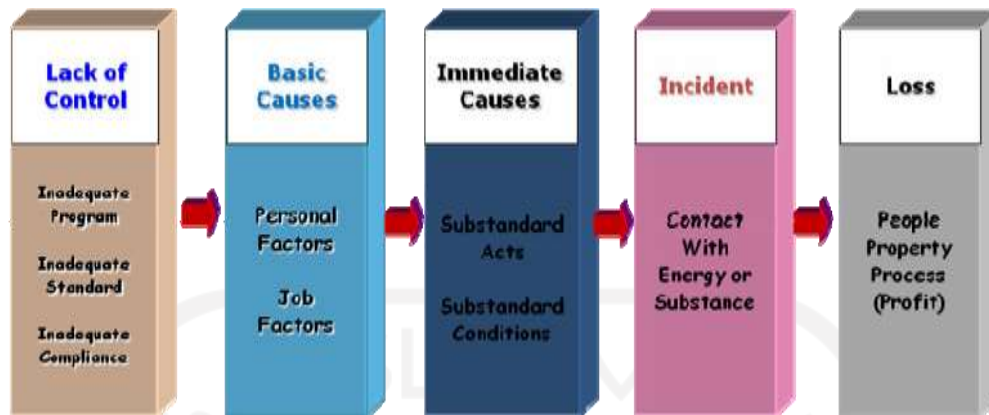 Lack of
Control
Inadequate
Program
Inadequate
Standard
Inadequate
Compliance
Basic
Causes
Personal
Factors
Job
Factors
Immediate
Causes
Substandard
Acts
Substandard
Conditions
Incident
Contact
With
Energy or
Substance
Loss
People
Property
Process
(Profit)